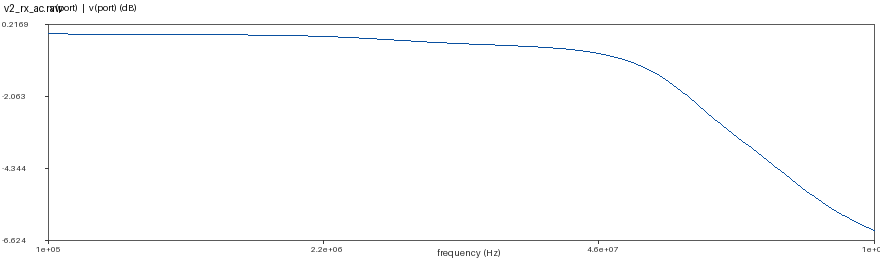 v2_rx_ac.raw v(port) | v(port) (dB)
0.2169
-2.063
-4.344
-6.624
1e+05
2.2e+06
4.6e+07
frequency (Hz)